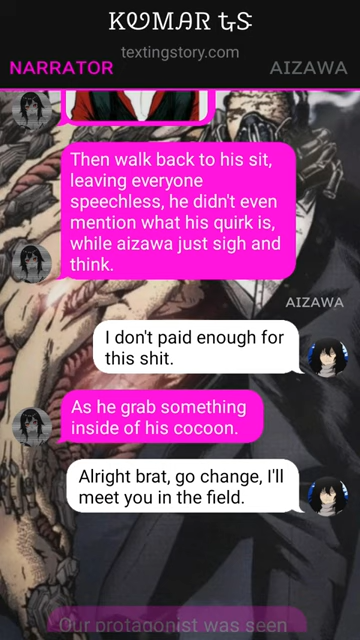 KUMAR GS
textingstory.com
NARRATOR
AIZAWA
Then walk back to his sit,
leaving everyone
speechless, he didn't even
mention what his quirk is,
while aizawa just sigh and
think.
AIZAWA
I don't paid enough for
this shit.
As he grab something
inside of his cocoon.
Alright brat, go change, I'll
meet you in the field.
Our protagonist was seen